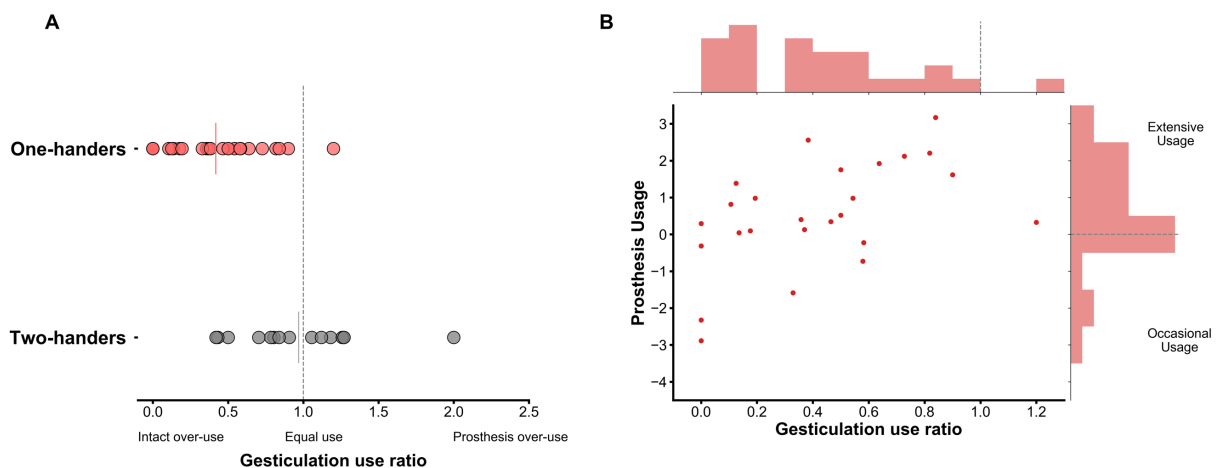 A
One-handers
Two-handers
0.0 0.5 1.0 1.5 2.0 2.5
Intact over-use Equal use Prosthesis over-use
Gesticulation use ratio
B
Extensive
Usage
Occasional
Usage
Prosthesis Usage
3
2
1
0
−1
−2
−3
−4
0.0 0.2 0.4 0.6 0.8 1.0 1.2
Gesticulation use ratio